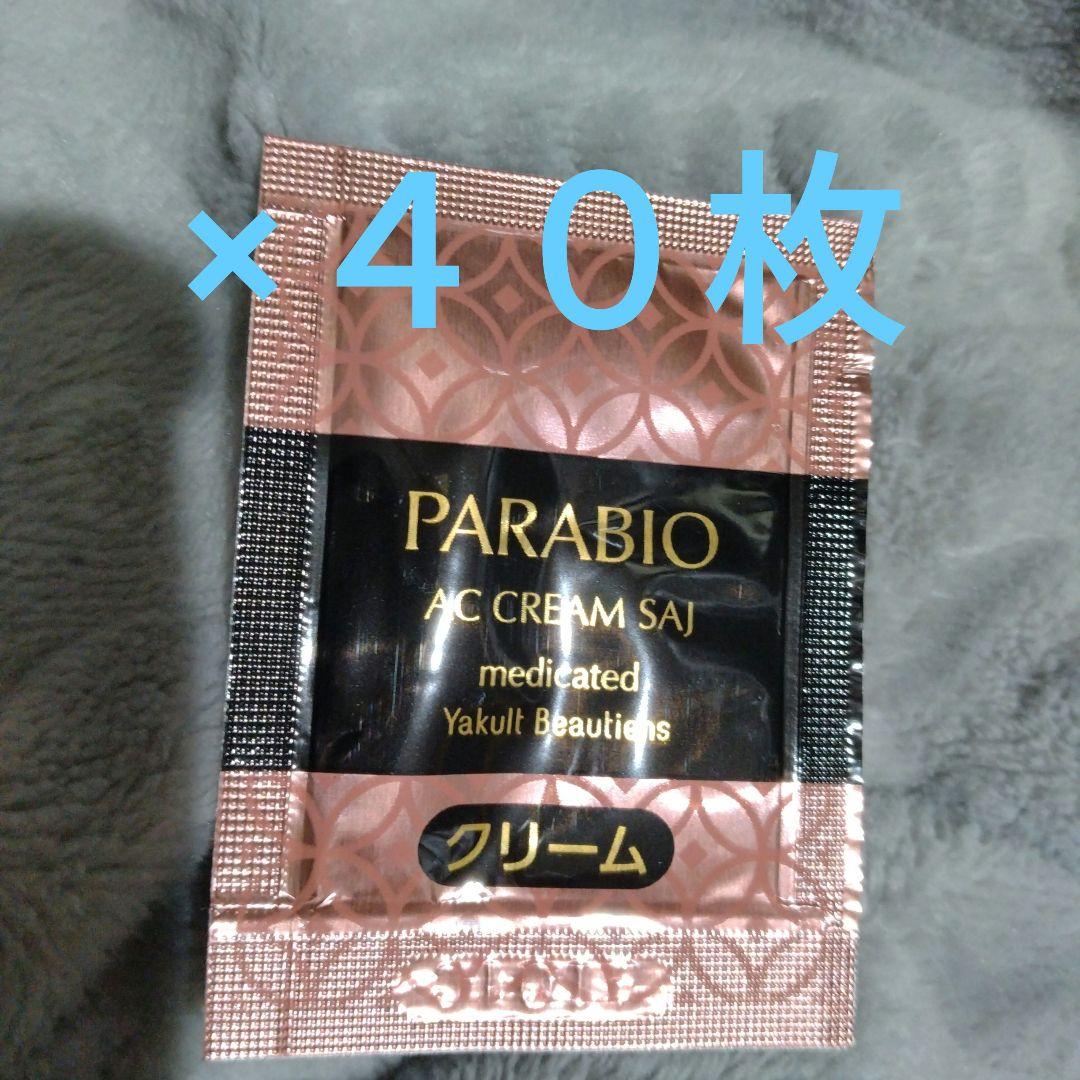 ×４０枚
PARABIO
AC CREAM SAJ
medicated
Yakult Beautiens
クリーム